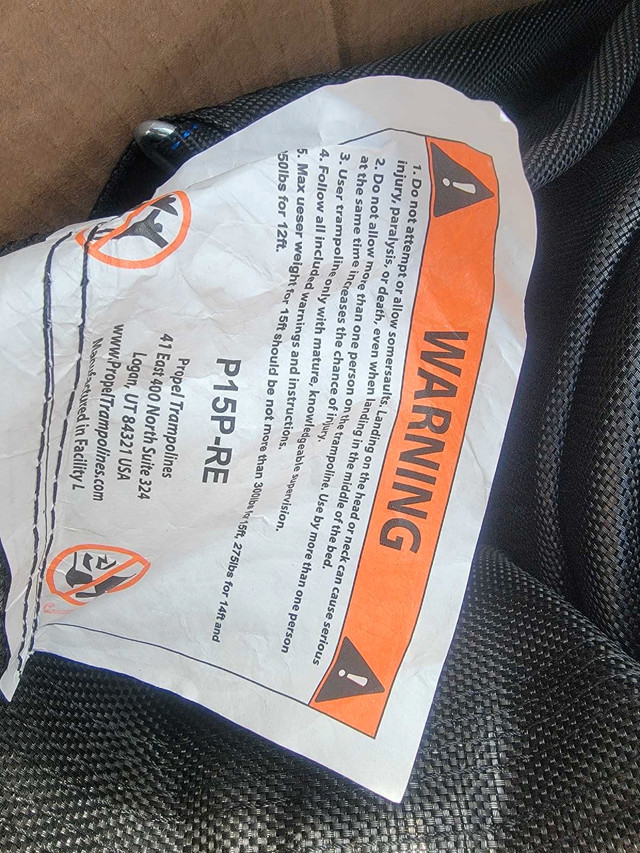 WARNING
1. Do not attempt or allow somersaults. Landing on the head or neck can cause serious
injury, paralysis, or death, even when landing in the middle of the bed.
2. Do not allow more than one person on the trampoline. Use by more than one person
at the same time increases the chance of injury.
3. User trampoline only with mature, knowledgeable supervision.
4. Follow all included warnings and instructions.
5. Max ueser weight for 15ft should be not more than 300lbs for 15ft, 275lbs for 14ft and
50lbs for 12ft.
P15P-RE
Propel Trampolines
41 East 400 North Suite 324
Logan, UT 84321 USA
www.PropelTrampolines.com
Manufactured in Facility L